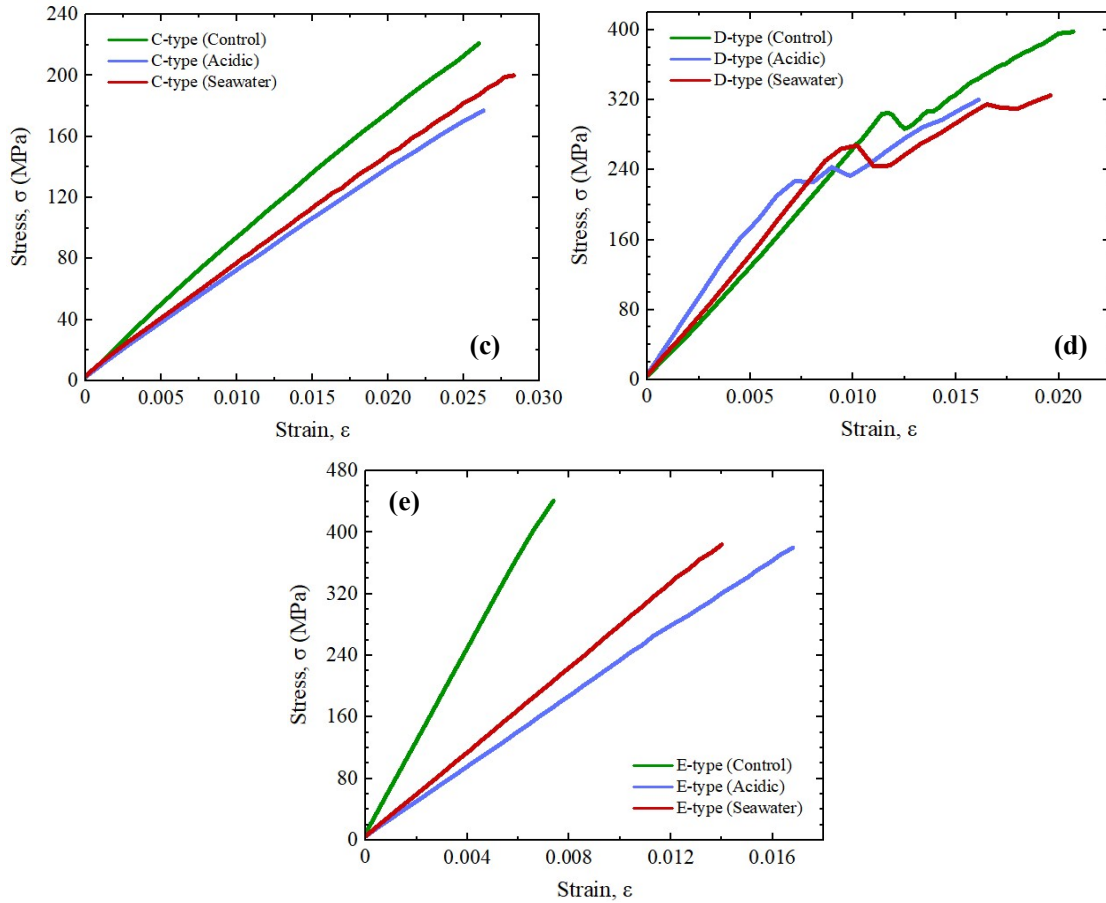 220
200
160
120
80
40
0
Stress, σ (MPa)
C-type (Control)
C-type (Acidic)
C-type (Seawater)
(c)
0 0.005 0.010 0.015 0.020 0.025 0.030
Strain, ε
400
320
240
160
80
0
Stress, σ (MPa)
D-type (Control)
D-type (Acidic)
D-type (Seawater)
(d)
0 0.005 0.010 0.015 0.020
Strain, ε
480
400
320
240
160
80
0
Stress, σ (MPa)
(e)
E-type (Control)
E-type (Acidic)
E-type (Seawater)
0 0.004 0.008 0.012 0.016
Strain, ε